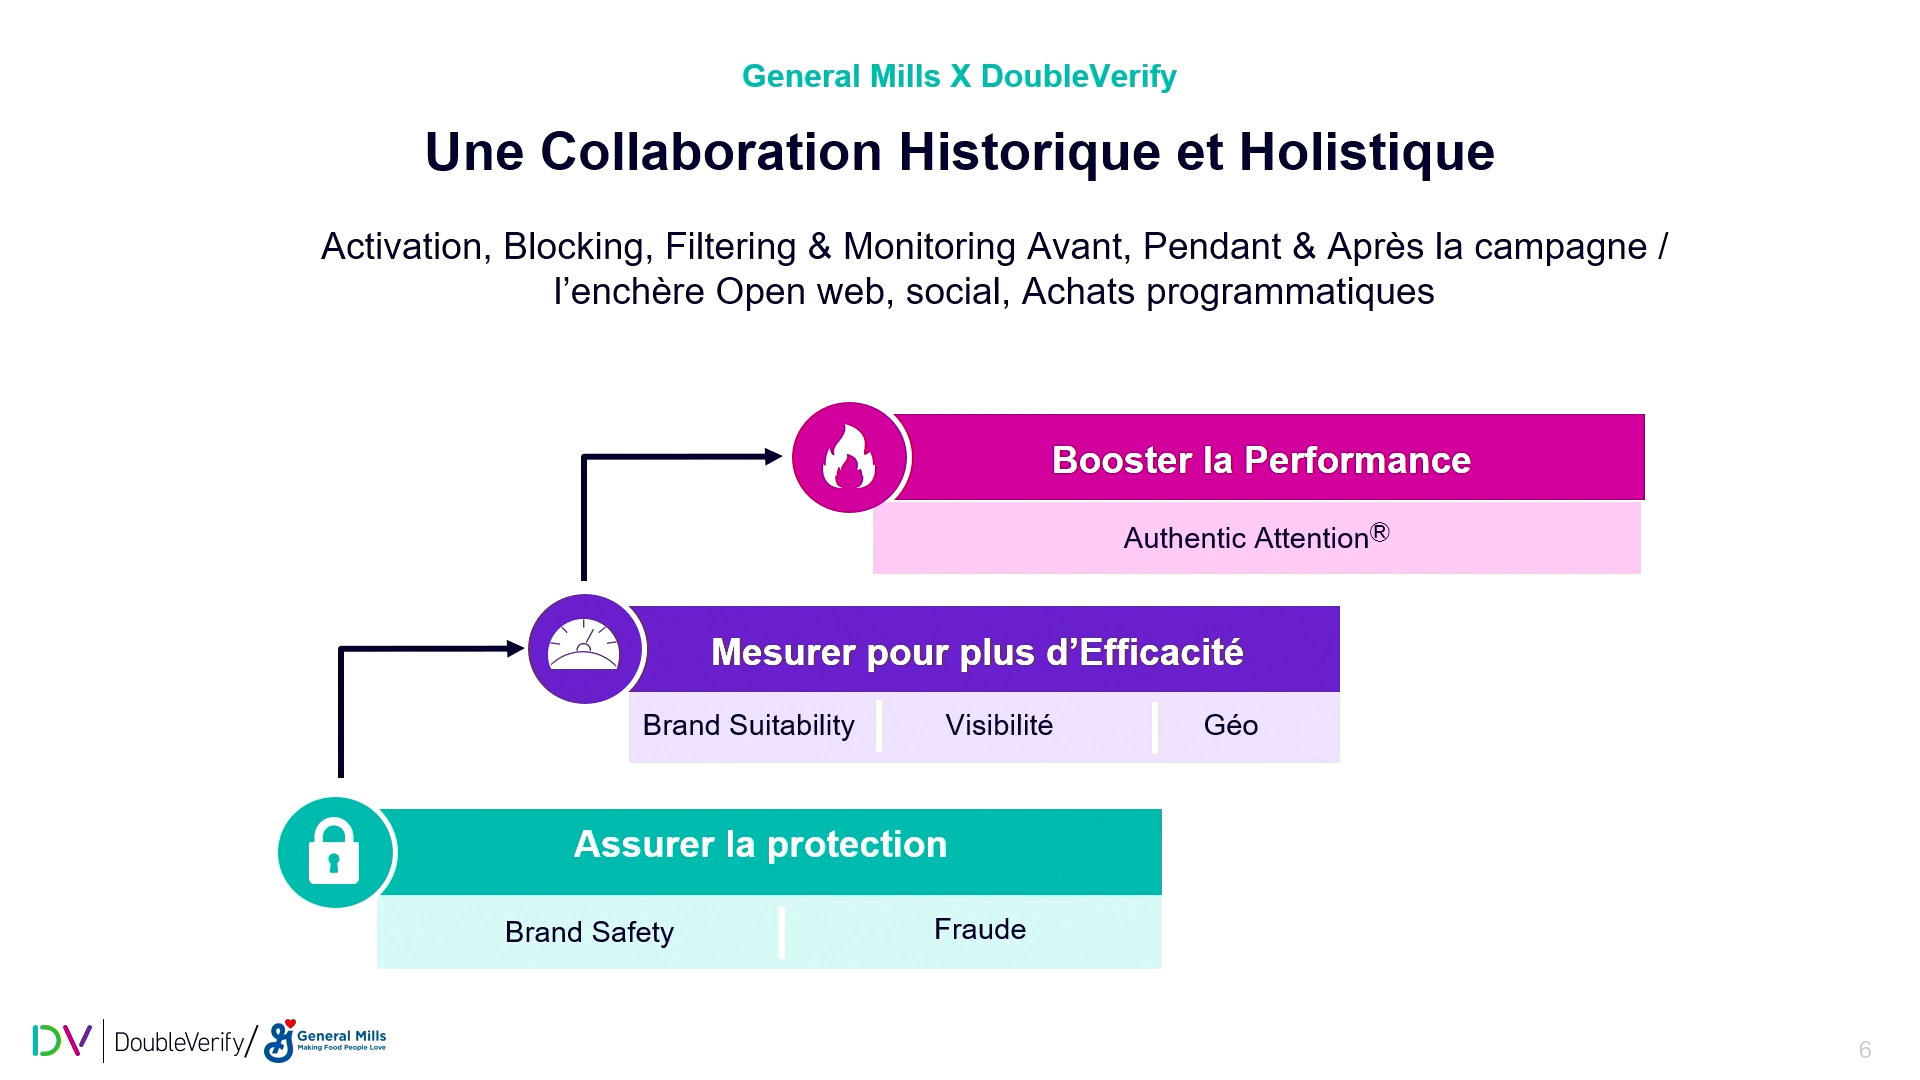 General Mills X DoubleVerify
Une Collaboration Historique et Holistique
Activation, Blocking, Filtering & Monitoring Avant, Pendant & Après la campagne /
l’enchère Open web, social, Achats programmatiques
Booster la Performance
Authentic Attention®
Mesurer pour plus d’Efficacité
Brand Suitability Visibilité Géo
Assurer la protection
Brand Safety Fraude
DV DoubleVerify / G General Mills
Making Food People Love
6